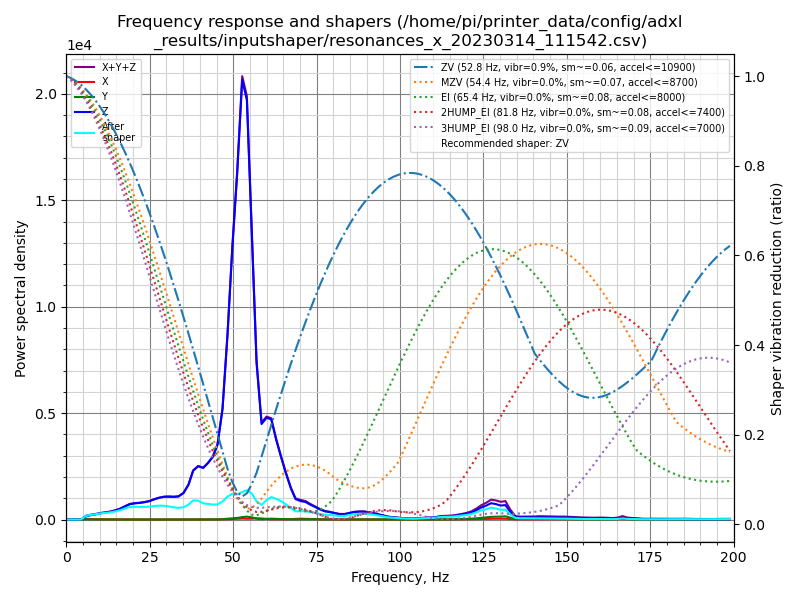 Frequency response and shapers (/home/pi/printer_data/config/adxl
_results/inputshaper/resonances_x_20230314_111542.csv)
1e4
X+Y+Z
X
Y
Z
After
shaper
ZV (52.8 Hz, vibr=0.9%, sm~=0.06, accel<=10900)
MZV (54.4 Hz, vibr=0.0%, sm~=0.07, accel<=8700)
EI (65.4 Hz, vibr=0.0%, sm~=0.08, accel<=8000)
2HUMP_EI (81.8 Hz, vibr=0.0%, sm~=0.08, accel<=7400)
3HUMP_EI (98.0 Hz, vibr=0.0%, sm~=0.09, accel<=7000)
Recommended shaper: ZV
2.0
1.5
1.0
0.5
0.0
Power spectral density
1.0
0.8
0.6
0.4
0.2
0.0
Shaper vibration reduction (ratio)
0 25 50 75 100 125 150 175 200
Frequency, Hz